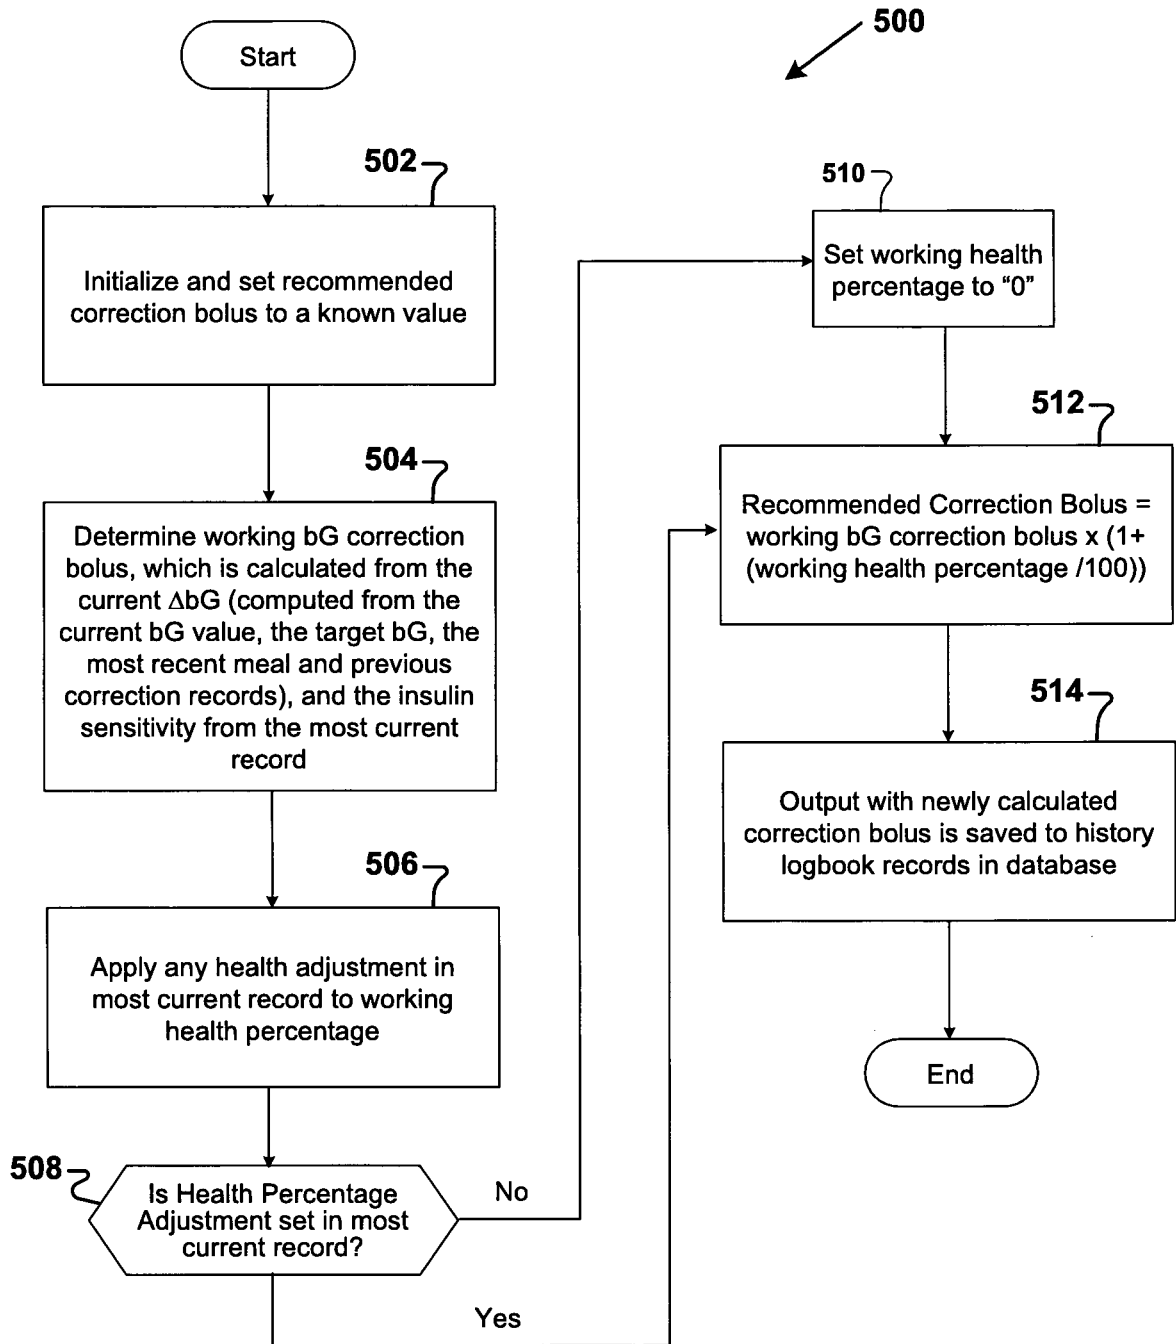 500
Start
502
Initialize and set recommended
correction bolus to a known value
504
Determine working bG correction
bolus, which is calculated from the
current ΔbG (computed from the
current bG value, the target bG, the
most recent meal and previous
correction records), and the insulin
sensitivity from the most current
record
506
Apply any health adjustment in
most current record to working
health percentage
508
Is Health Percentage
Adjustment set in most
current record?
No
Yes
510
Set working health
percentage to “0”
512
Recommended Correction Bolus =
working bG correction bolus x (1+
(working health percentage /100))
514
Output with newly calculated
correction bolus is saved to history
logbook records in database
End